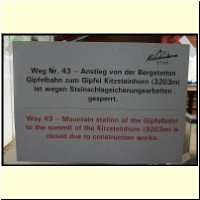 Weg Nr. 43 - Anstieg von der Bergstation
Gipfelbahn zum Gipfel Kitzsteinhorn (3203m)
ist wegen Steinschlagsicherungsarbeiten
gesperrt.
Way 43 - Mountain station of the Gipfelbahn
to the summit of the Kitzsteinhorn (3203m) is
closed due to construction works.